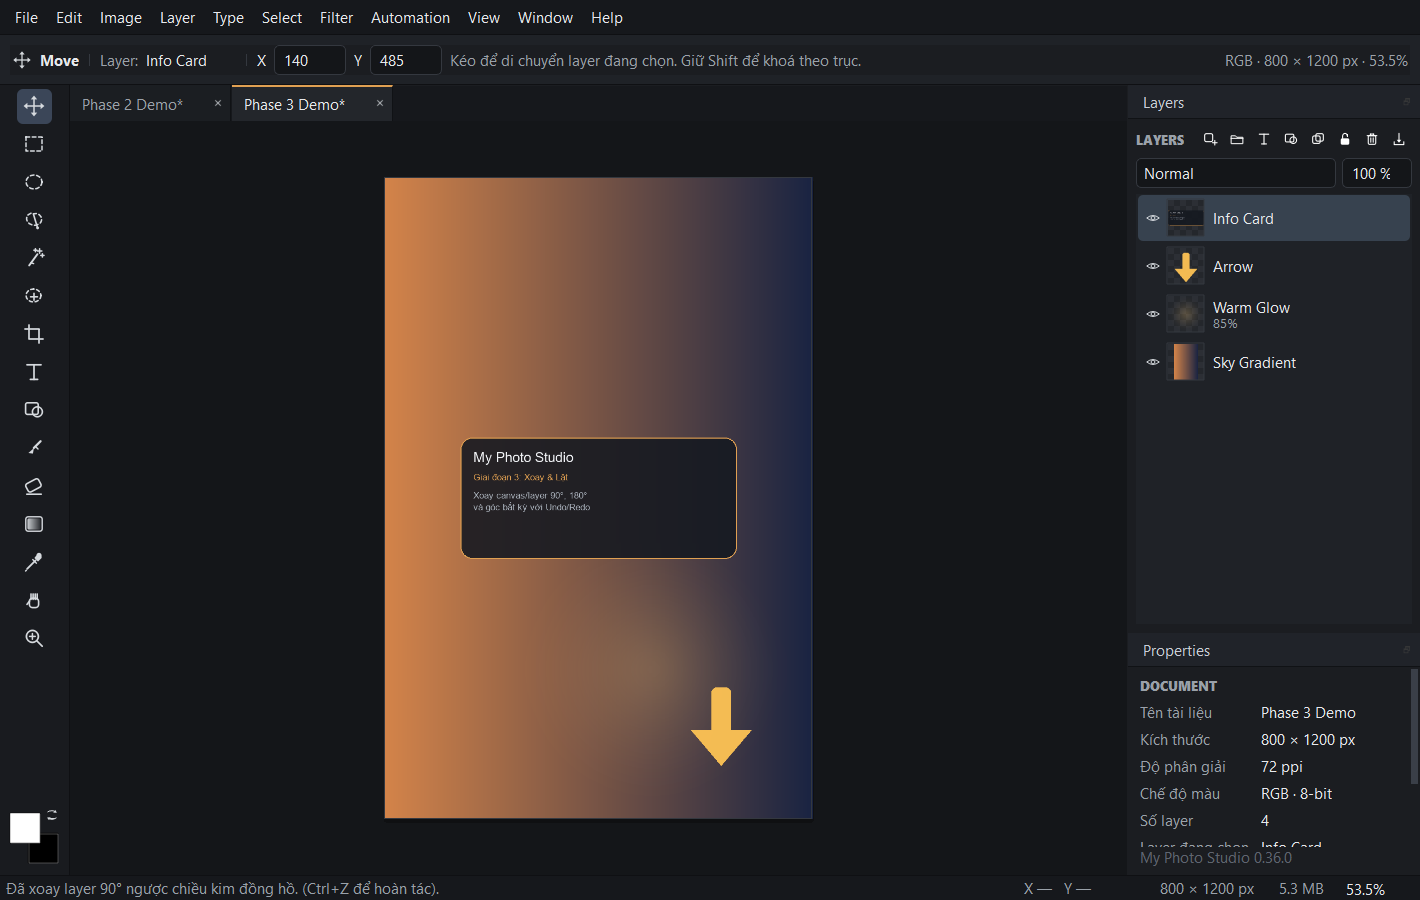 File Edit Image Layer Type Select Filter Automation View Window Help
Move Layer: Info Card X 140 Y 485 Kéo để di chuyển layer đang chọn. Giữ Shift để khoá theo trục. RGB · 800 × 1200 px · 53.5%
Phase 2 Demo* × Phase 3 Demo* ×
Layers
LAYERS
Normal 100 %
Info Card
Arrow
Warm Glow
85%
Sky Gradient
My Photo Studio
Giai đoạn 3: Xoay & Lật
Xoay canvas/layer 90°, 180°
và góc bất kỳ với Undo/Redo
Properties
DOCUMENT
Tên tài liệu Phase 3 Demo
Kích thước 800 × 1200 px
Độ phân giải 72 ppi
Chế độ màu RGB · 8-bit
Số layer 4
Layer đang chọn Info Card
My Photo Studio 0.36.0
Đã xoay layer 90° ngược chiều kim đồng hồ. (Ctrl+Z để hoàn tác). X — Y — 800 × 1200 px 5.3 MB 53.5%